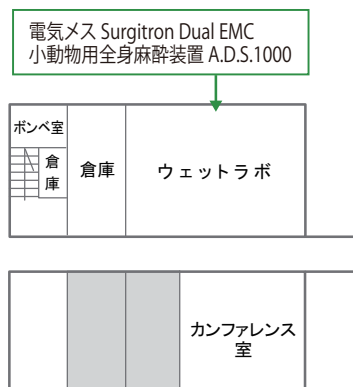 電気メス Surgitron Dual EMC
小動物用全身麻酔装置 A.D.S.1000
ボンベ室
倉
庫
倉庫
ウェットラボ
カンファレンス
室